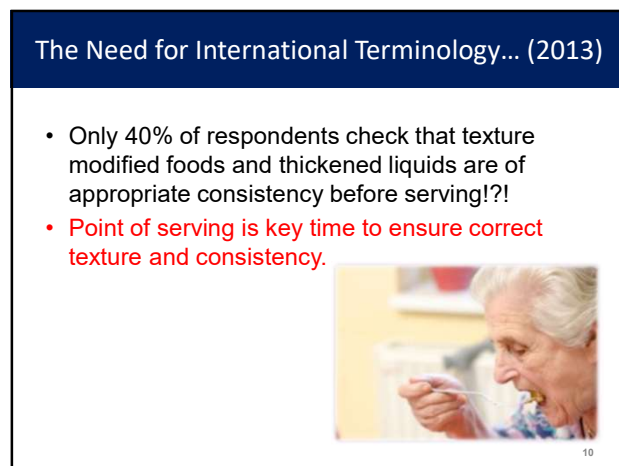 The Need for International Terminology... (2013)
• Only 40% of respondents check that texture
modified foods and thickened liquids are of
appropriate consistency before serving!?!
• Point of serving is key time to ensure correct
texture and consistency.
10